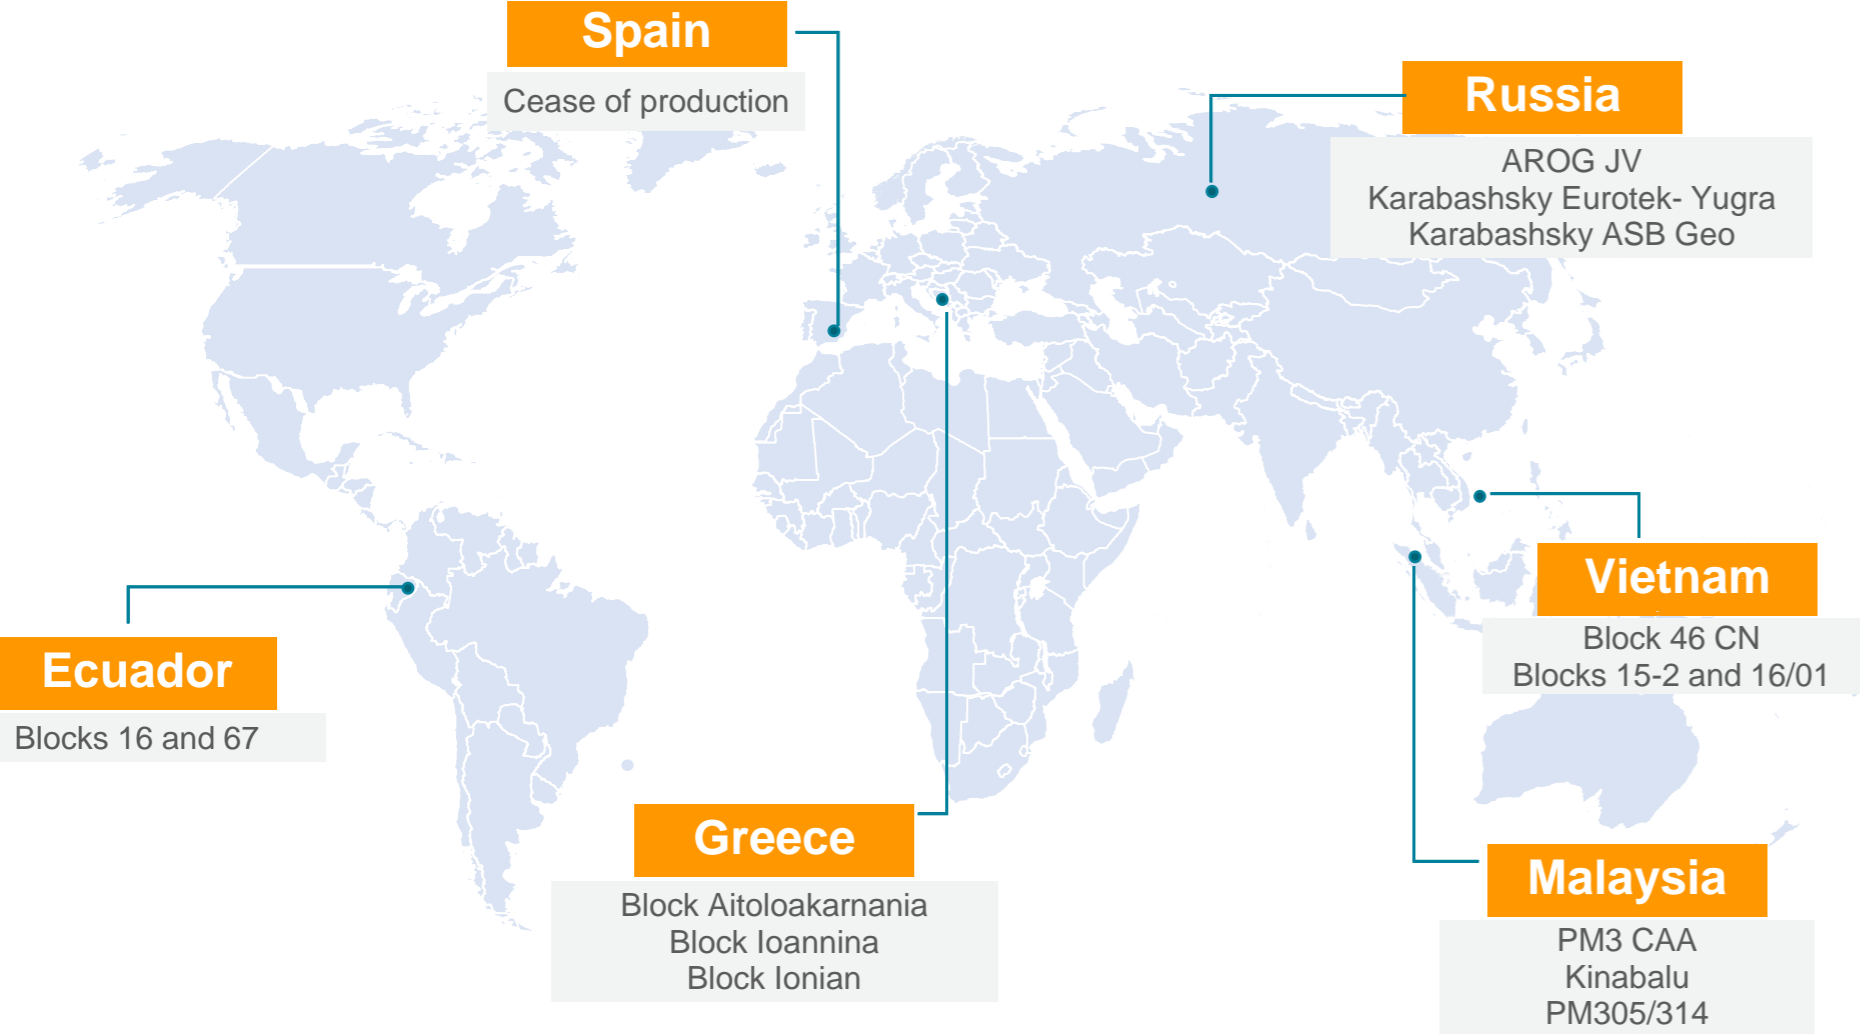 Spain
Cease of production
Russia
AROG JV
Karabashsky Eurotek- Yugra
Karabashsky ASB Geo
Vietnam
Block 46 CN
Blocks 15-2 and 16/01
Ecuador
Blocks 16 and 67
Greece
Block Aitoloakarnania
Block Ioannina
Block Ionian
Malaysia
PM3 CAA
Kinabalu
PM305/314